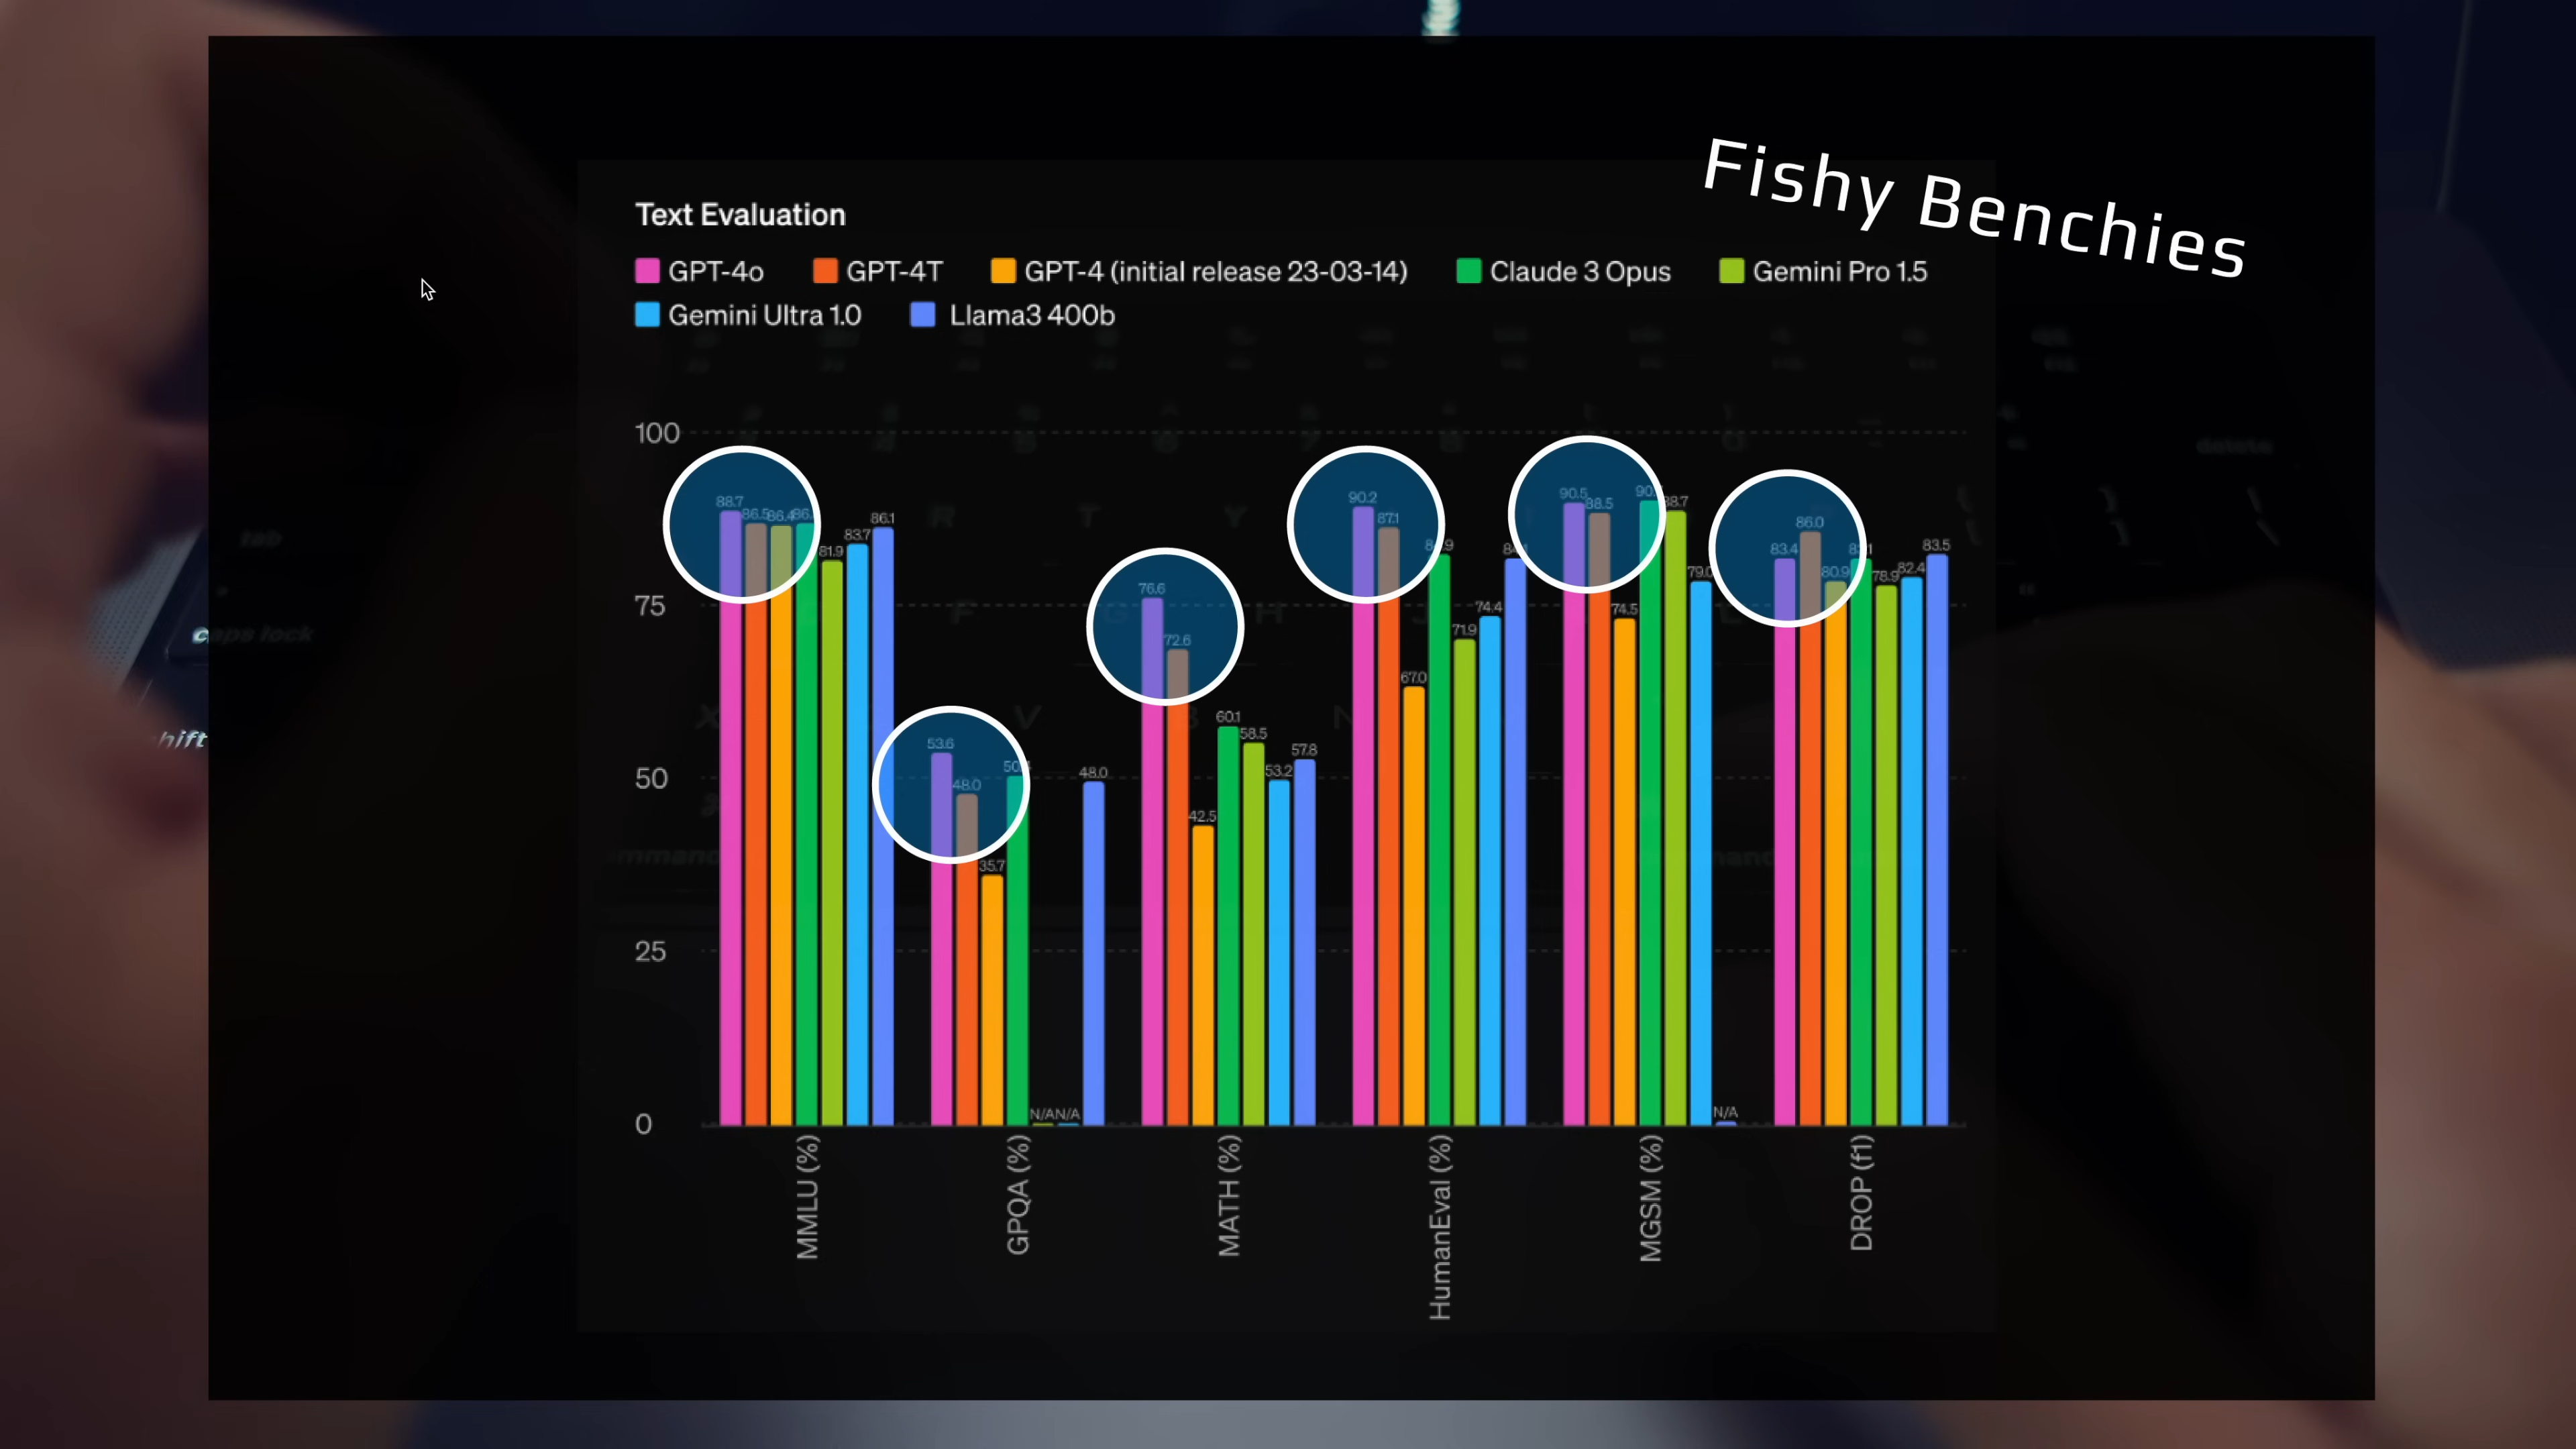 Fishy Benchies
Text Evaluation
GPT-4o GPT-4T GPT-4 (initial release 23-03-14) Claude 3 Opus Gemini Pro 1.5
Gemini Ultra 1.0 Llama3 400b
100
75
50
25
0
88.7 86.5 86.4 81.9 83.7 86.1
53.6 48.0 35.7 N/A N/A 48.0
76.6 72.6 42.5 60.1 58.5 53.2 57.8
90.2 87.1 67.0 71.9 74.4
90.5 88.5 74.5 88.7 79.0 N/A
83.4 86.0 80.9 78.9 82.4 83.5
MMLU (%)
GPQA (%)
MATH (%)
HumanEval (%)
MGSM (%)
DROP (f1)
tab
caps lock
delete